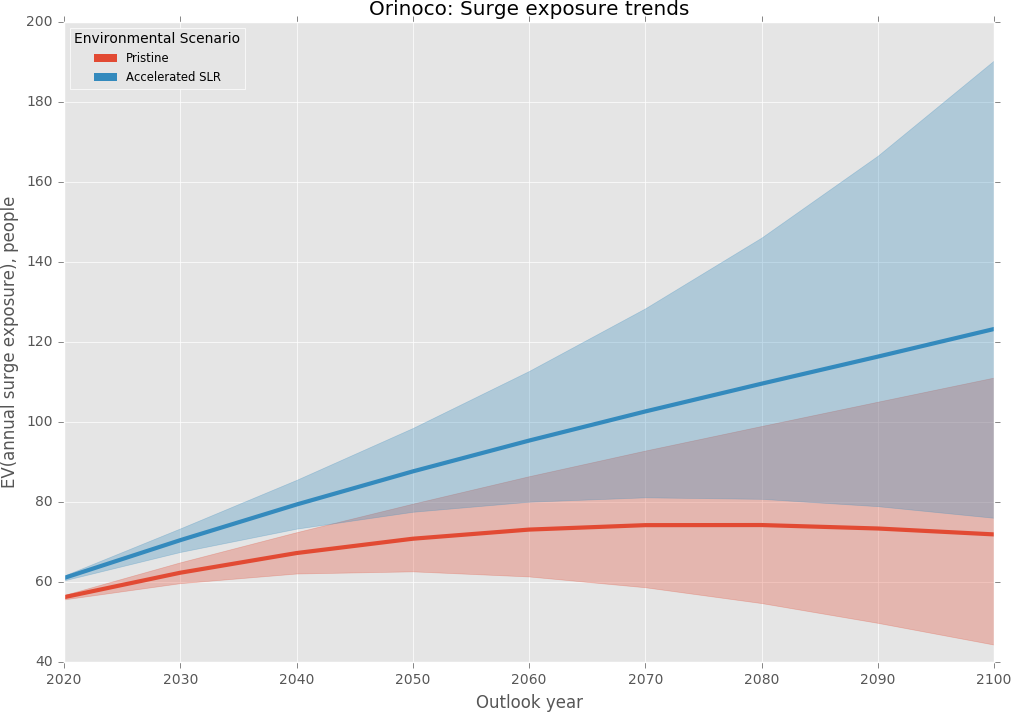 Orinoco: Surge exposure trends
Environmental Scenario
Pristine
Accelerated SLR
EV(annual surge exposure), people
200
180
160
140
120
100
80
60
40
2020 2030 2040 2050 2060 2070 2080 2090 2100
Outlook year